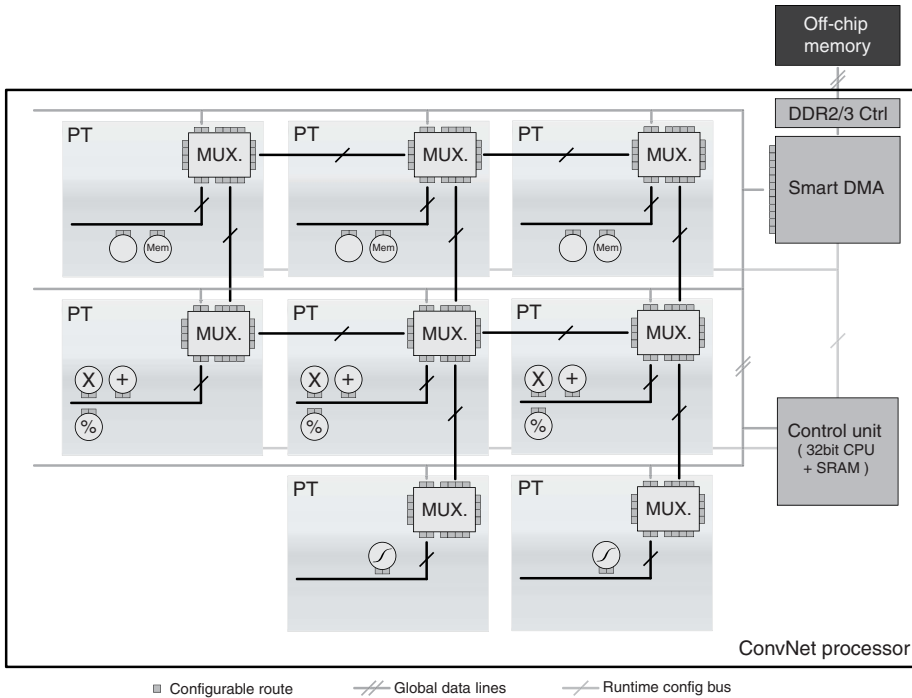 Off-chip
memory
DDR2/3 Ctrl
Smart DMA
PT
MUX.
PT
MUX.
PT
MUX.
Mem
Mem
Mem
PT
MUX.
PT
MUX.
PT
MUX.
X +
%
X +
%
X +
%
Control unit
( 32bit CPU
+ SRAM )
PT
MUX.
PT
MUX.
ConvNet processor
Configurable route
Global data lines
Runtime config bus